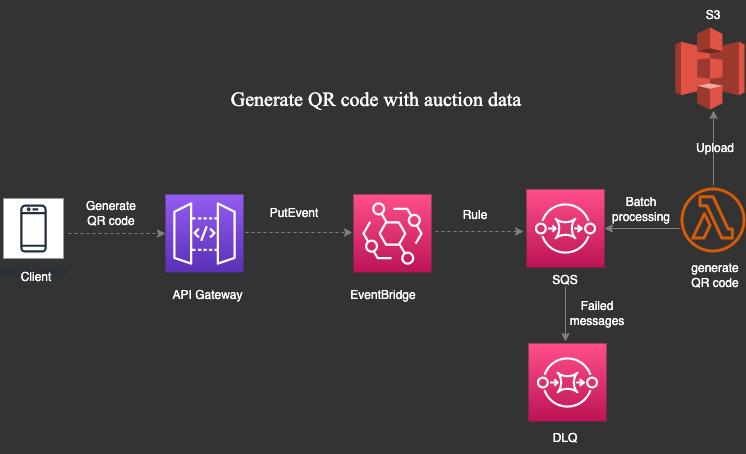 S3
Generate QR code with auction data
Upload
Generate
QR code
PutEvent
Rule
Batch
processing
</>
Client
API Gateway
EventBridge
SQS
generate
QR code
Failed
messages
DLQ